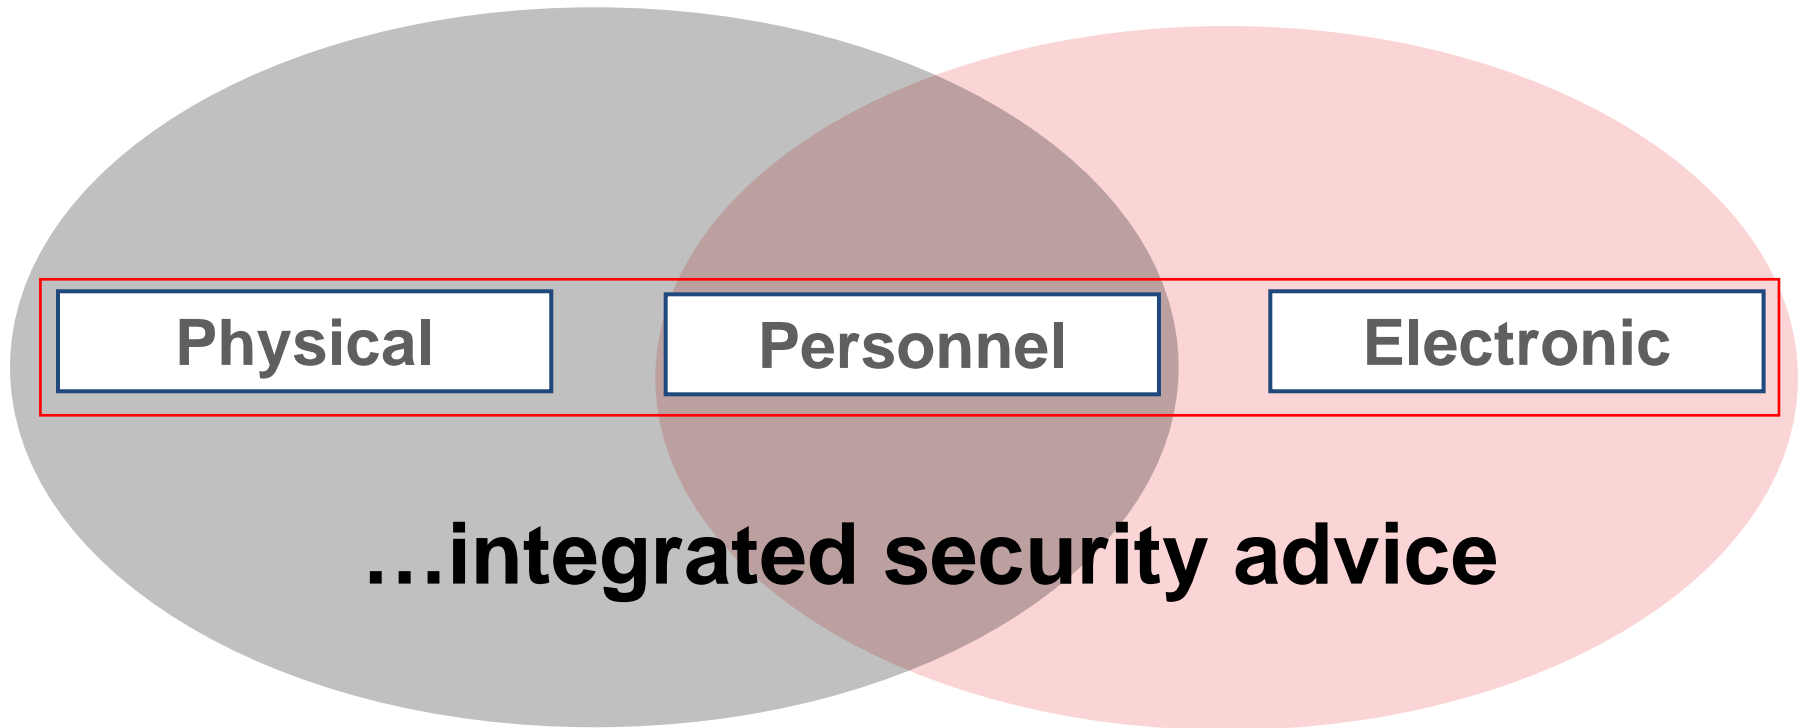 Physical
Personnel
Electronic
…integrated security advice